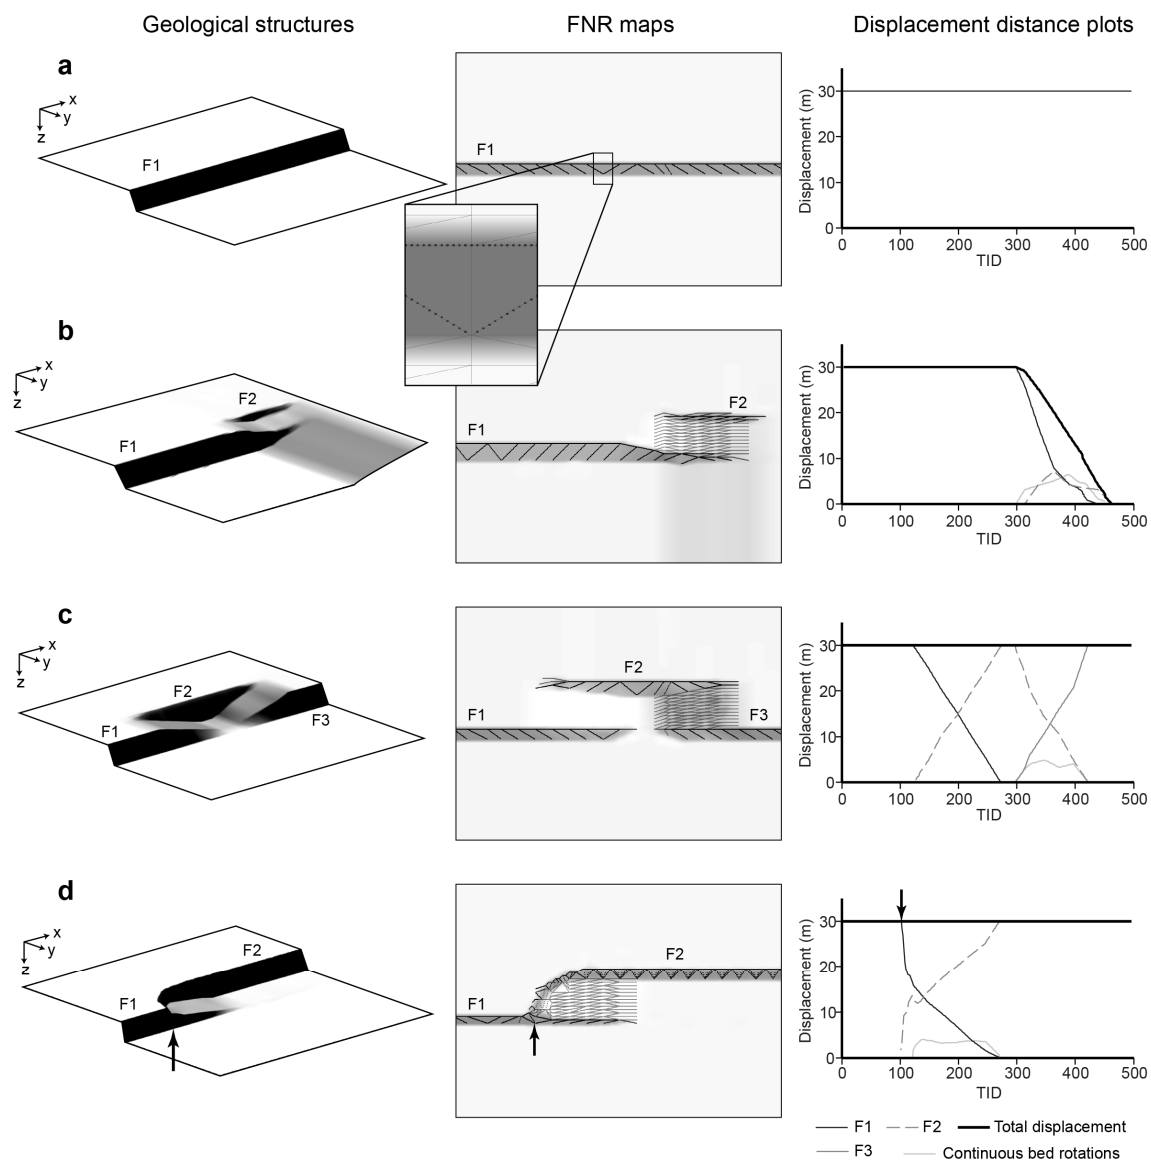 Geological structures FNR maps Displacement distance plots
a
x
y
z
F1
F1
Displacement (m)
30
20
10
0
0 100 200 300 400 500
TID
b
x
y
z
F2
F1
F1
F2
Displacement (m)
30
20
10
0
0 100 200 300 400 500
TID
c
x
y
z
F2
F1
F3
F2
F1
F3
Displacement (m)
30
20
10
0
0 100 200 300 400 500
TID
d
x
y
z
F2
F1
F2
F1
Displacement (m)
30
20
10
0
0 100 200 300 400 500
TID
F1 F2 Total displacement
F3 Continuous bed rotations